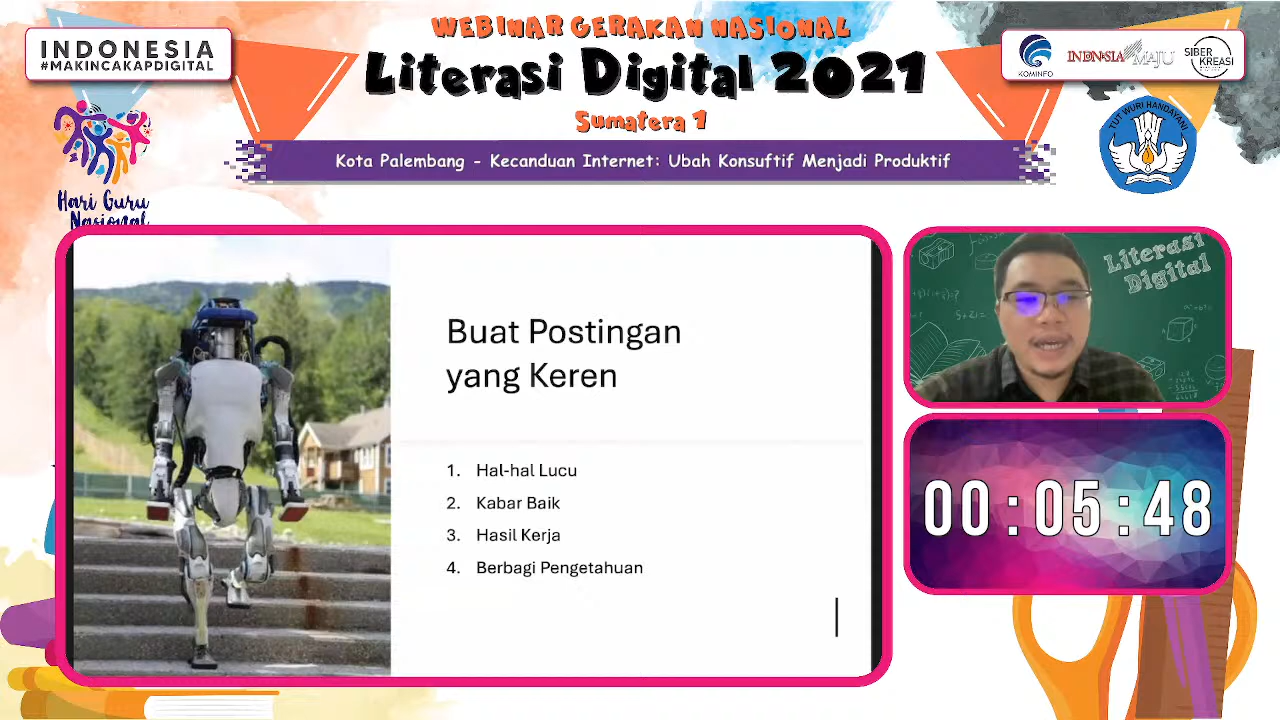 INDONESIA
#MAKINCAKAPDIGITAL
WEBINAR GERAKAN NASIONAL
Literasi Digital 2021
Sumatera 1
KOMINFO
INDONESIA MAJU
SIBER
KREASI
TUT WURI HANDAYANI
Hari Guru
Nasional
Kota Palembang - Kecanduan Internet: Ubah Konsuftif Menjadi Produktif
Buat Postingan
yang Keren
1. Hal-hal Lucu
2. Kabar Baik
3. Hasil Kerja
4. Berbagi Pengetahuan
Literasi
Digital
00:05:48